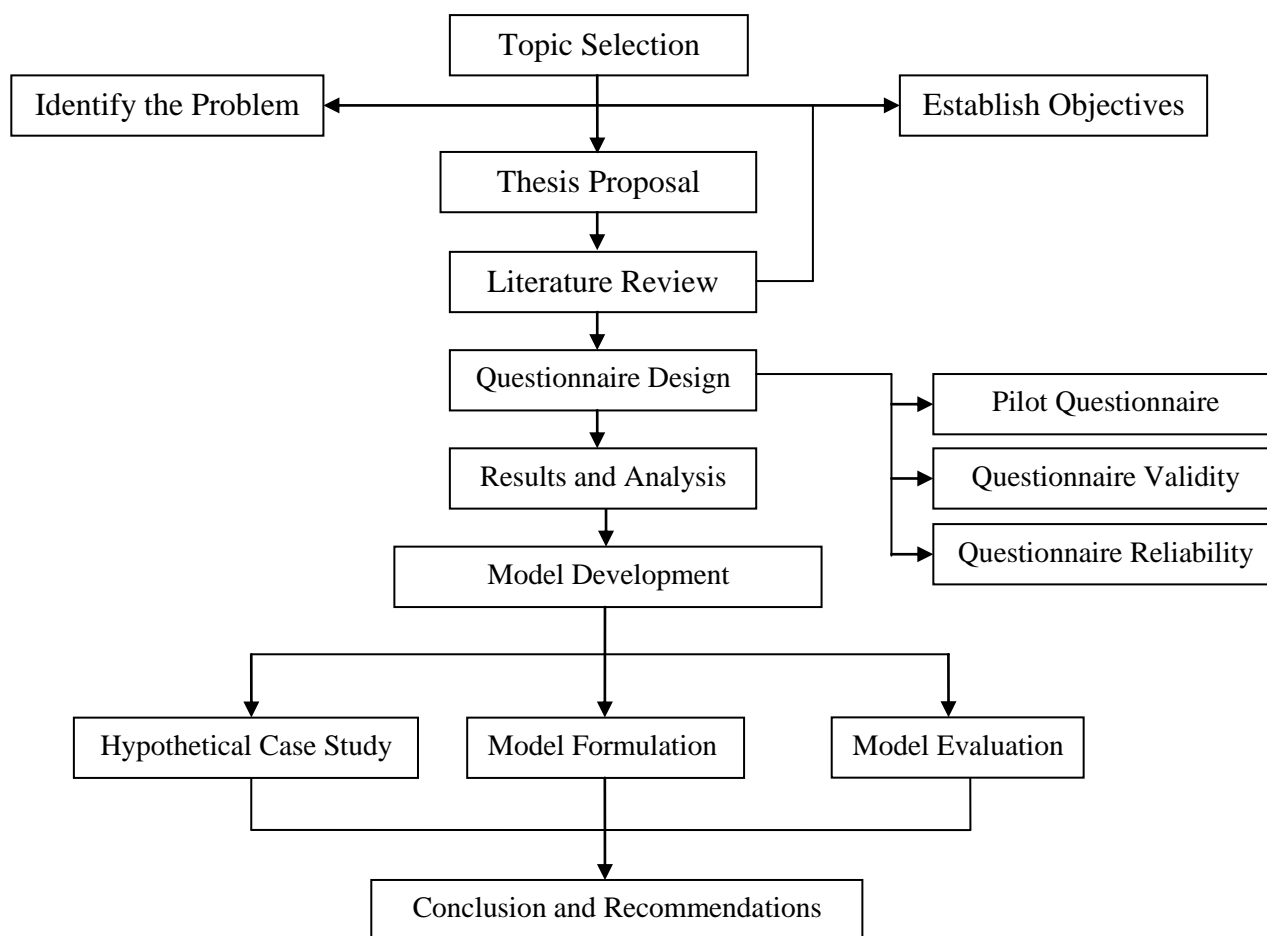 Topic Selection
Identify the Problem
Establish Objectives
Thesis Proposal
Literature Review
Questionnaire Design
Pilot Questionnaire
Results and Analysis
Questionnaire Validity
Questionnaire Reliability
Model Development
Hypothetical Case Study
Model Formulation
Model Evaluation
Conclusion and Recommendations